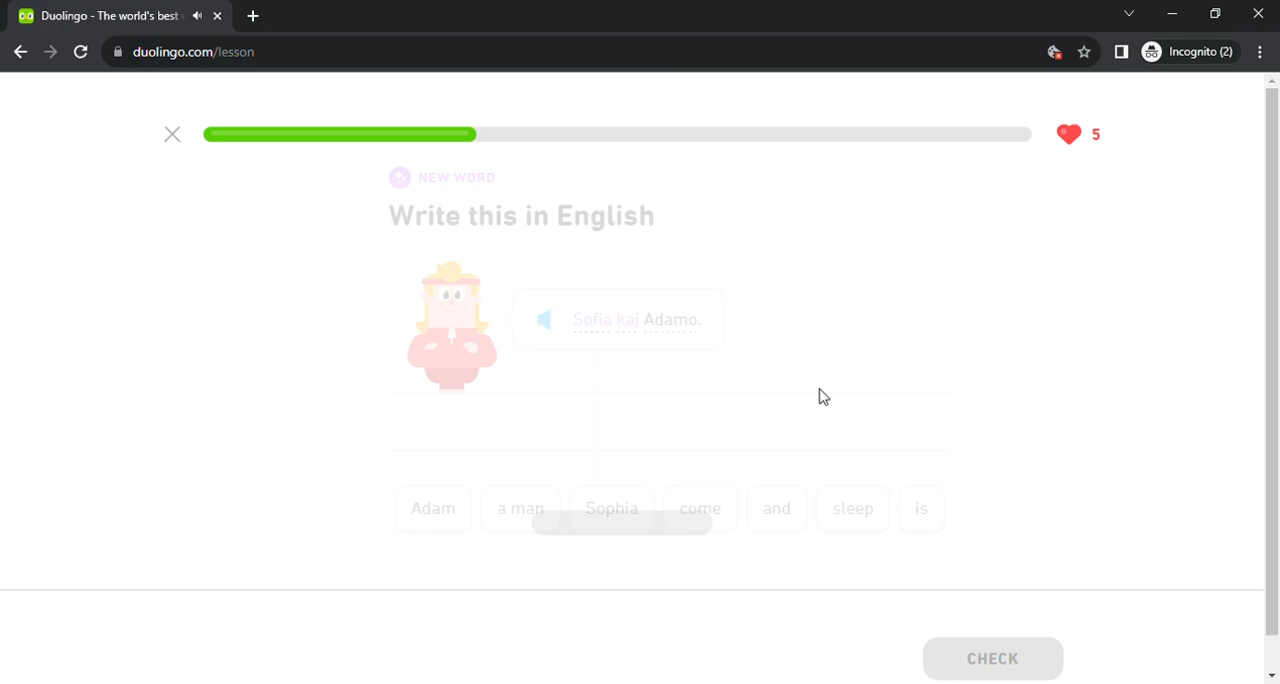 Duolingo - The world's best
duolingo.com/lesson
Incognito (2)
5
NEW WORD
Write this in English
Sofia kaj Adamo.
Adam a man Sophia come and sleep is
CHECK